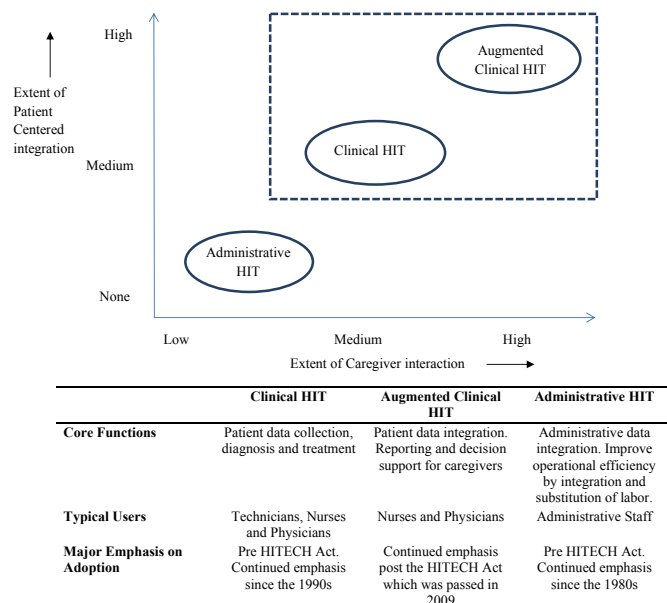 High
Extent of
Patient
Centered
integration
Medium
None
Augmented
Clinical HIT
Clinical HIT
Administrative
HIT
Low Medium High
Extent of Caregiver interaction
Clinical HIT Augmented Clinical Administrative HIT
HIT
Core Functions Patient data collection, Patient data integration. Administrative data
diagnosis and treatment Reporting and decision integration. Improve
support for caregivers operational efficiency
by integration and
substitution of labor.
Typical Users Technicians, Nurses Nurses and Physicians Administrative Staff
and Physicians
Major Emphasis on Pre HITECH Act. Continued emphasis Pre HITECH Act.
Adoption Continued emphasis post the HITECH Act Continued emphasis
since the 1990s which was passed in since the 1980s
2009